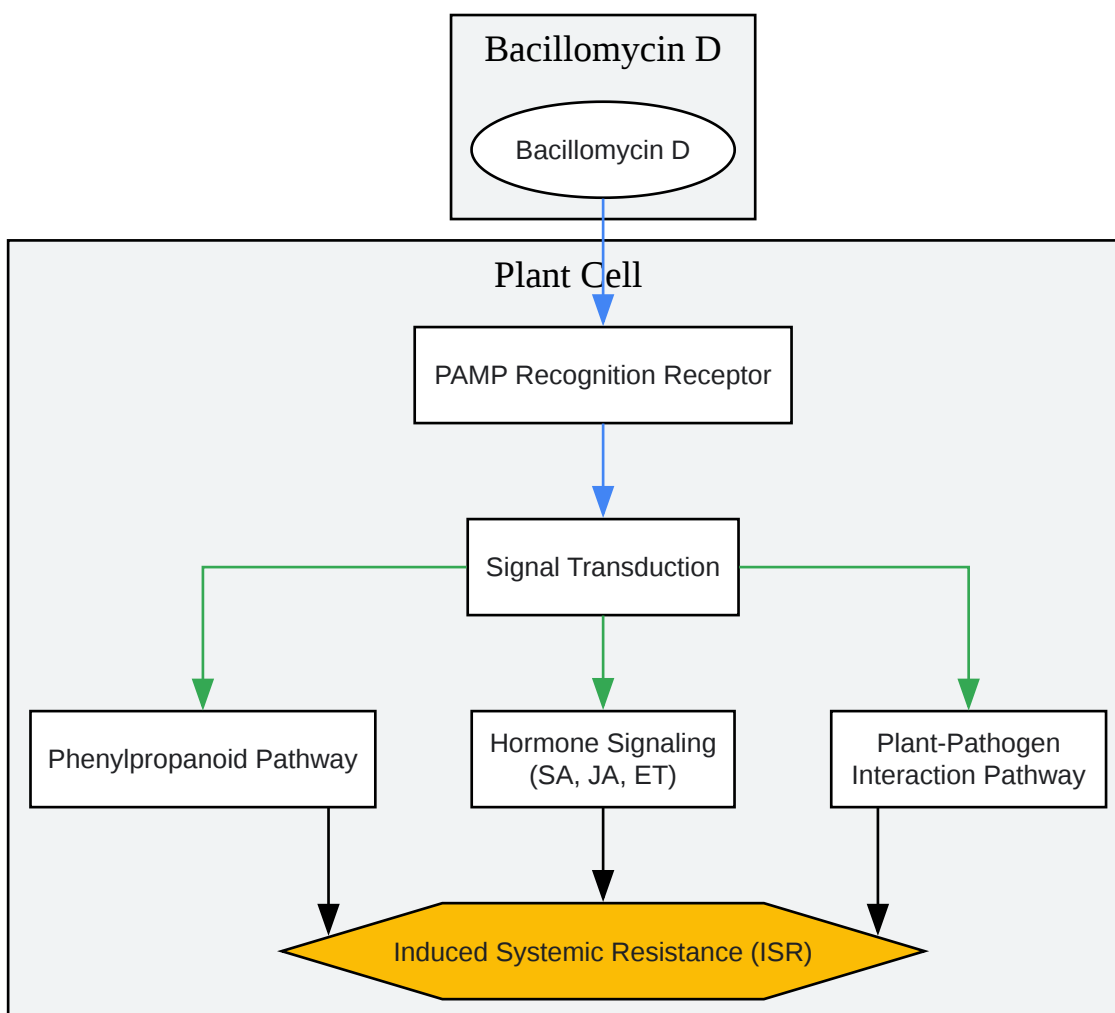 Bacillomycin D
Bacillomycin D
Plant Cell
PAMP Recognition Receptor
Signal Transduction
Phenylpropanoid Pathway
Hormone Signaling
(SA, JA, ET)
Plant-Pathogen
Interaction Pathway
Induced Systemic Resistance (ISR)